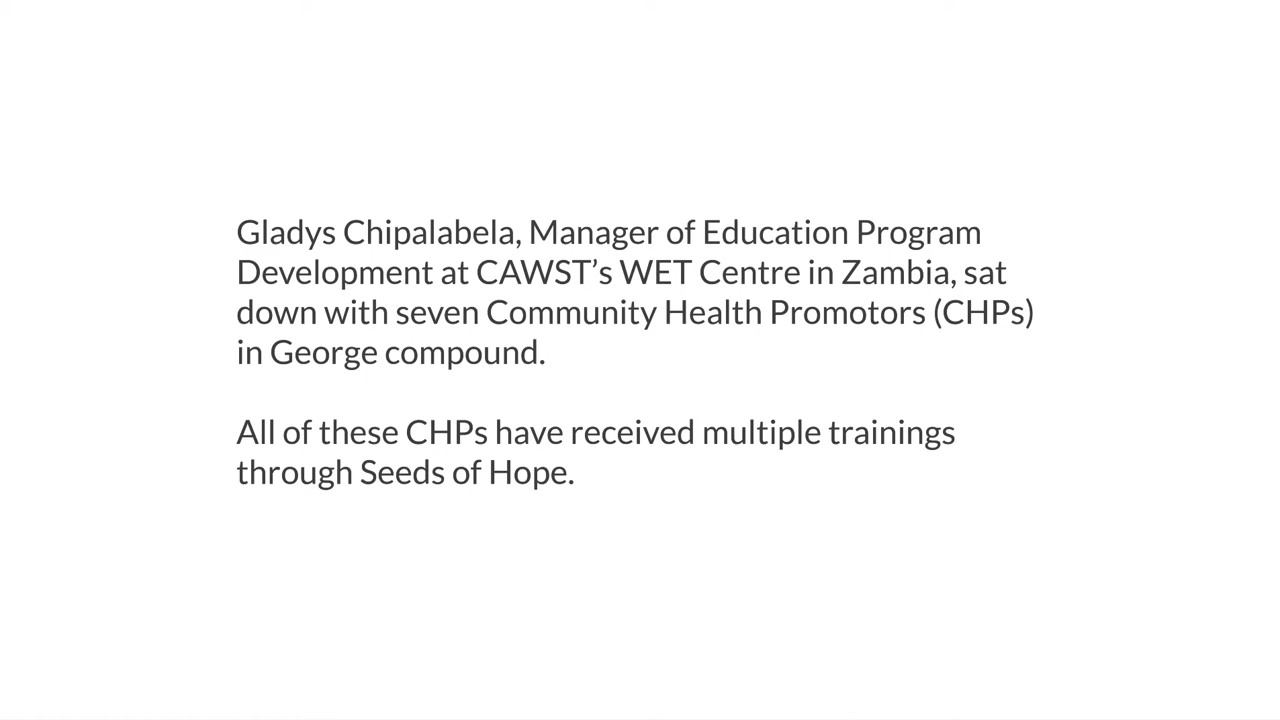 Gladys Chipalabela, Manager of Education Program
Development at CAWST’s WET Centre in Zambia, sat
down with seven Community Health Promotors (CHPs)
in George compound.
All of these CHPs have received multiple trainings
through Seeds of Hope.